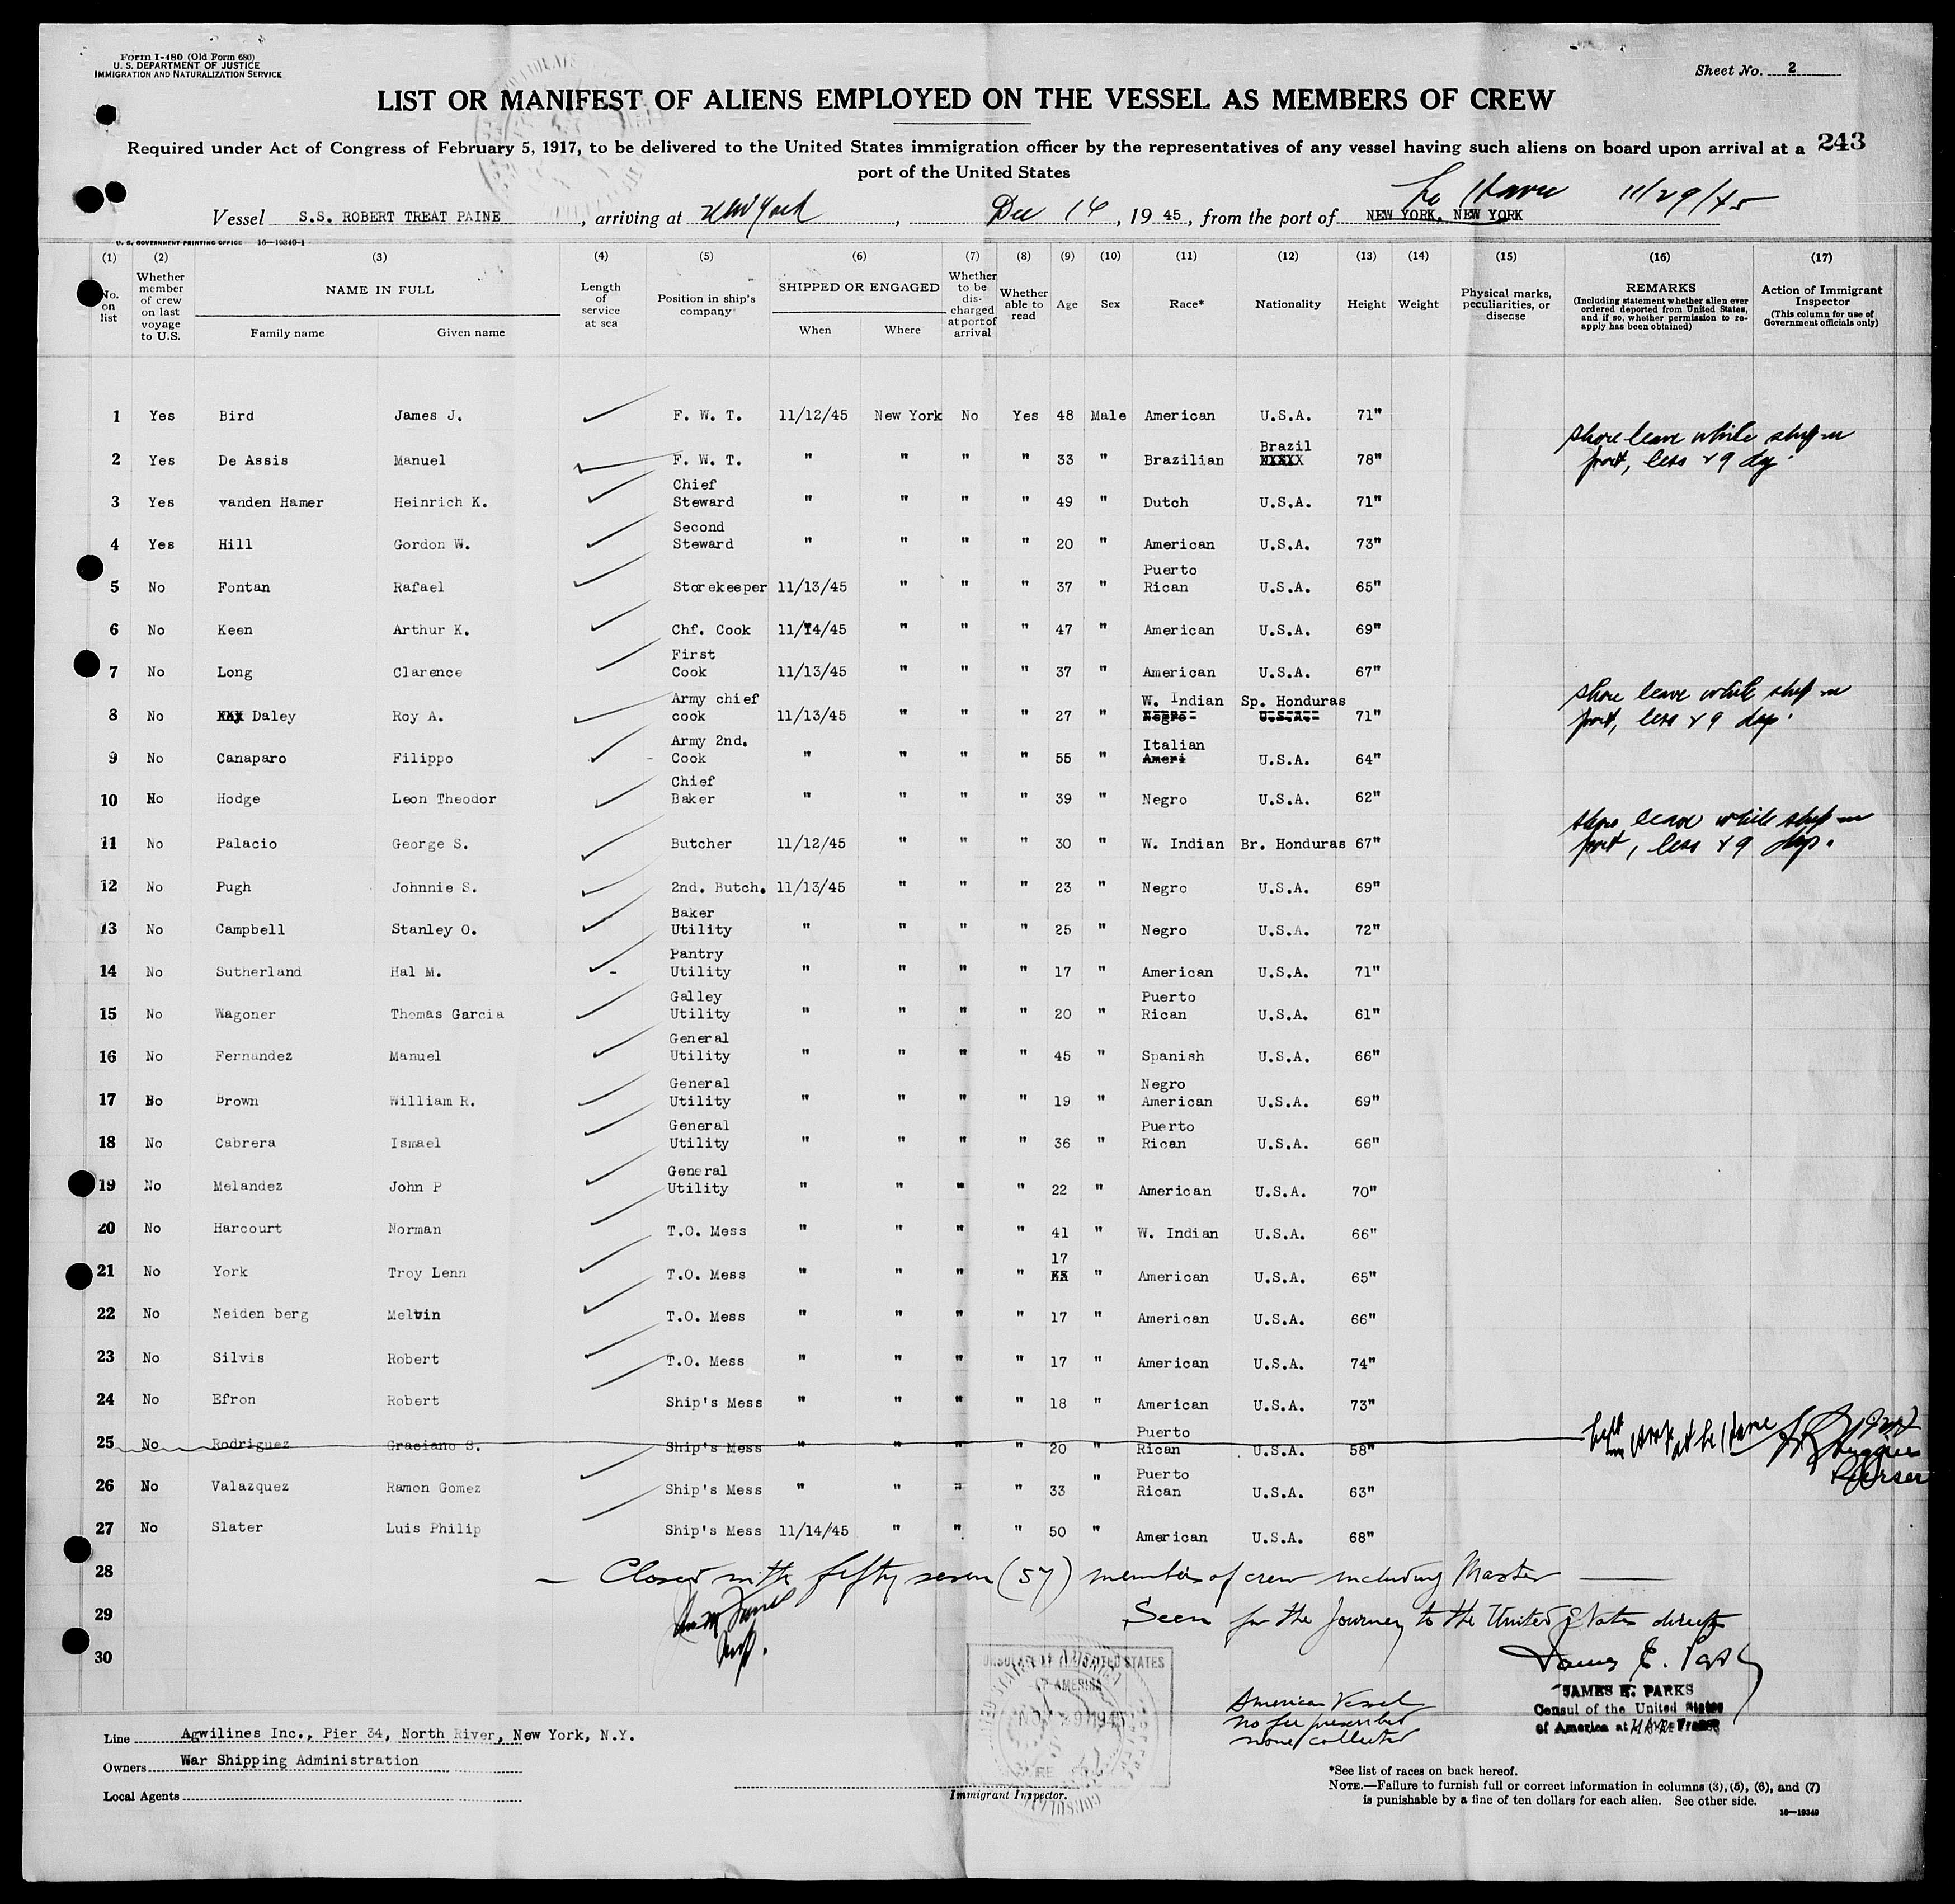 Form I-480 (Old Form 680)
U. S. DEPARTMENT OF JUSTICE
IMMIGRATION AND NATURALIZATION SERVICE
Sheet No. 2
LIST OR MANIFEST OF ALIENS EMPLOYED ON THE VESSEL AS MEMBERS OF CREW
Required under Act of Congress of February 5, 1917, to be delivered to the United States immigration officer by the representatives of any vessel having such aliens on board upon arrival at a
port of the United States
243
Le Havre 11/29/45
Vessel S.S. ROBERT TREAT PAINE, arriving at New York, Dec 16, 1945, from the port of NEW YORK, NEW YORK
U. S. GOVERNMENT PRINTING OFFICE 16—19349-1
(1) No. on list
(2) Whether member of crew on last voyage to U.S.
(3) NAME IN FULL Family name Given name
(4) Length of service at sea
(5) Position in ship's company
(6) SHIPPED OR ENGAGED When Where
(7) Whether to be discharged at port of arrival
(8) Whether able to read
(9) Age
(10) Sex
(11) Race*
(12) Nationality
(13) Height
(14) Weight
(15) Physical marks, peculiarities, or disease
(16) REMARKS (Including statement whether alien ever ordered deported from United States, and if so, whether permission to reapply has been obtained)
(17) Action of Immigrant Inspector (This column for use of Government officials only)
1 Yes Bird James J. F. W. T. 11/12/45 New York No Yes 48 Male American U.S.A. 71"
2 Yes De Assis Manuel F. W. T. " " " " 33 " Brazilian Brazil 78" shore leave while ship in port, less 29 dys.
3 Yes vanden Hamer Heinrich K. Chief Steward " " " " 49 " Dutch U.S.A. 71"
4 Yes Hill Gordon W. Second Steward " " " " 20 " American U.S.A. 73"
5 No Fontan Rafael Storekeeper 11/13/45 " " " 37 " Puerto Rican U.S.A. 65"
6 No Keen Arthur K. Chf. Cook 11/14/45 " " " 47 " American U.S.A. 69"
7 No Long Clarence First Cook 11/13/45 " " " 37 " American U.S.A. 67"
8 No Daley Roy A. Army chief cook 11/13/45 " " " 27 " W. Indian Negro Sp. Honduras U.S.A. 71" shore leave while ship in port, less 29 dys.
9 No Canaparo Filippo Army 2nd. Cook " " " " 55 " Italian Ameri U.S.A. 64"
10 No Hodge Leon Theodor Chief Baker " " " " 39 " Negro U.S.A. 62"
11 No Palacio George S. Butcher 11/12/45 " " " 30 " W. Indian Br. Honduras 67" shore leave while ship in port, less 29 dys.
12 No Pugh Johnnie S. 2nd. Butch. 11/13/45 " " " 23 " Negro U.S.A. 69"
13 No Campbell Stanley O. Baker Utility " " " " 25 " Negro U.S.A. 72"
14 No Sutherland Hal M. Pantry Utility " " " " 17 " American U.S.A. 71"
15 No Wagoner Thomas Garcia Galley Utility " " " " 20 " Puerto Rican U.S.A. 61"
16 No Fernandez Manuel General Utility " " " " 45 " Spanish U.S.A. 66"
17 No Brown William R. General Utility " " " " 19 " Negro American U.S.A. 69"
18 No Cabrera Ismael General Utility " " " " 36 " Puerto Rican U.S.A. 66"
19 No Melandez John P General Utility " " " " 22 " American U.S.A. 70"
20 No Harcourt Norman T.O. Mess " " " " 41 " W. Indian U.S.A. 66"
21 No York Troy Lenn T.O. Mess " " " " 17 " American U.S.A. 65"
22 No Neiden berg Melvin T.O. Mess " " " " 17 " American U.S.A. 66"
23 No Silvis Robert T.O. Mess " " " " 17 " American U.S.A. 74"
24 No Efron Robert Ship's Mess " " " " 18 " American U.S.A. 73"
25 No Rodriguez Graciano S. Ship's Mess " " " " 20 " Puerto Rican U.S.A. 58" at Le Havre Purser
26 No Valazquez Ramon Gomez Ship's Mess " " " " 33 " Puerto Rican U.S.A. 63"
27 No Slater Luis Philip Ship's Mess 11/14/45 " " " 50 " American U.S.A. 68"
28 — Closed with fifty seven (57) members of crew including Master —
29 Seen for the journey to the United States direct
30 James E. Parks
JAMES E. PARKS
Consul of the United States
of America at HAVRE France
CONSULATE OF THE UNITED STATES
OF AMERICA
American Vessel
no fee prescribed
none collected
Line Agwilines Inc., Pier 34, North River, New York, N.Y.
Owners War Shipping Administration
Local Agents
Immigrant Inspector.
*See list of races on back hereof.
NOTE.—Failure to furnish full or correct information in columns (3), (5), (6), and (7)
is punishable by a fine of ten dollars for each alien. See other side.
16—19349